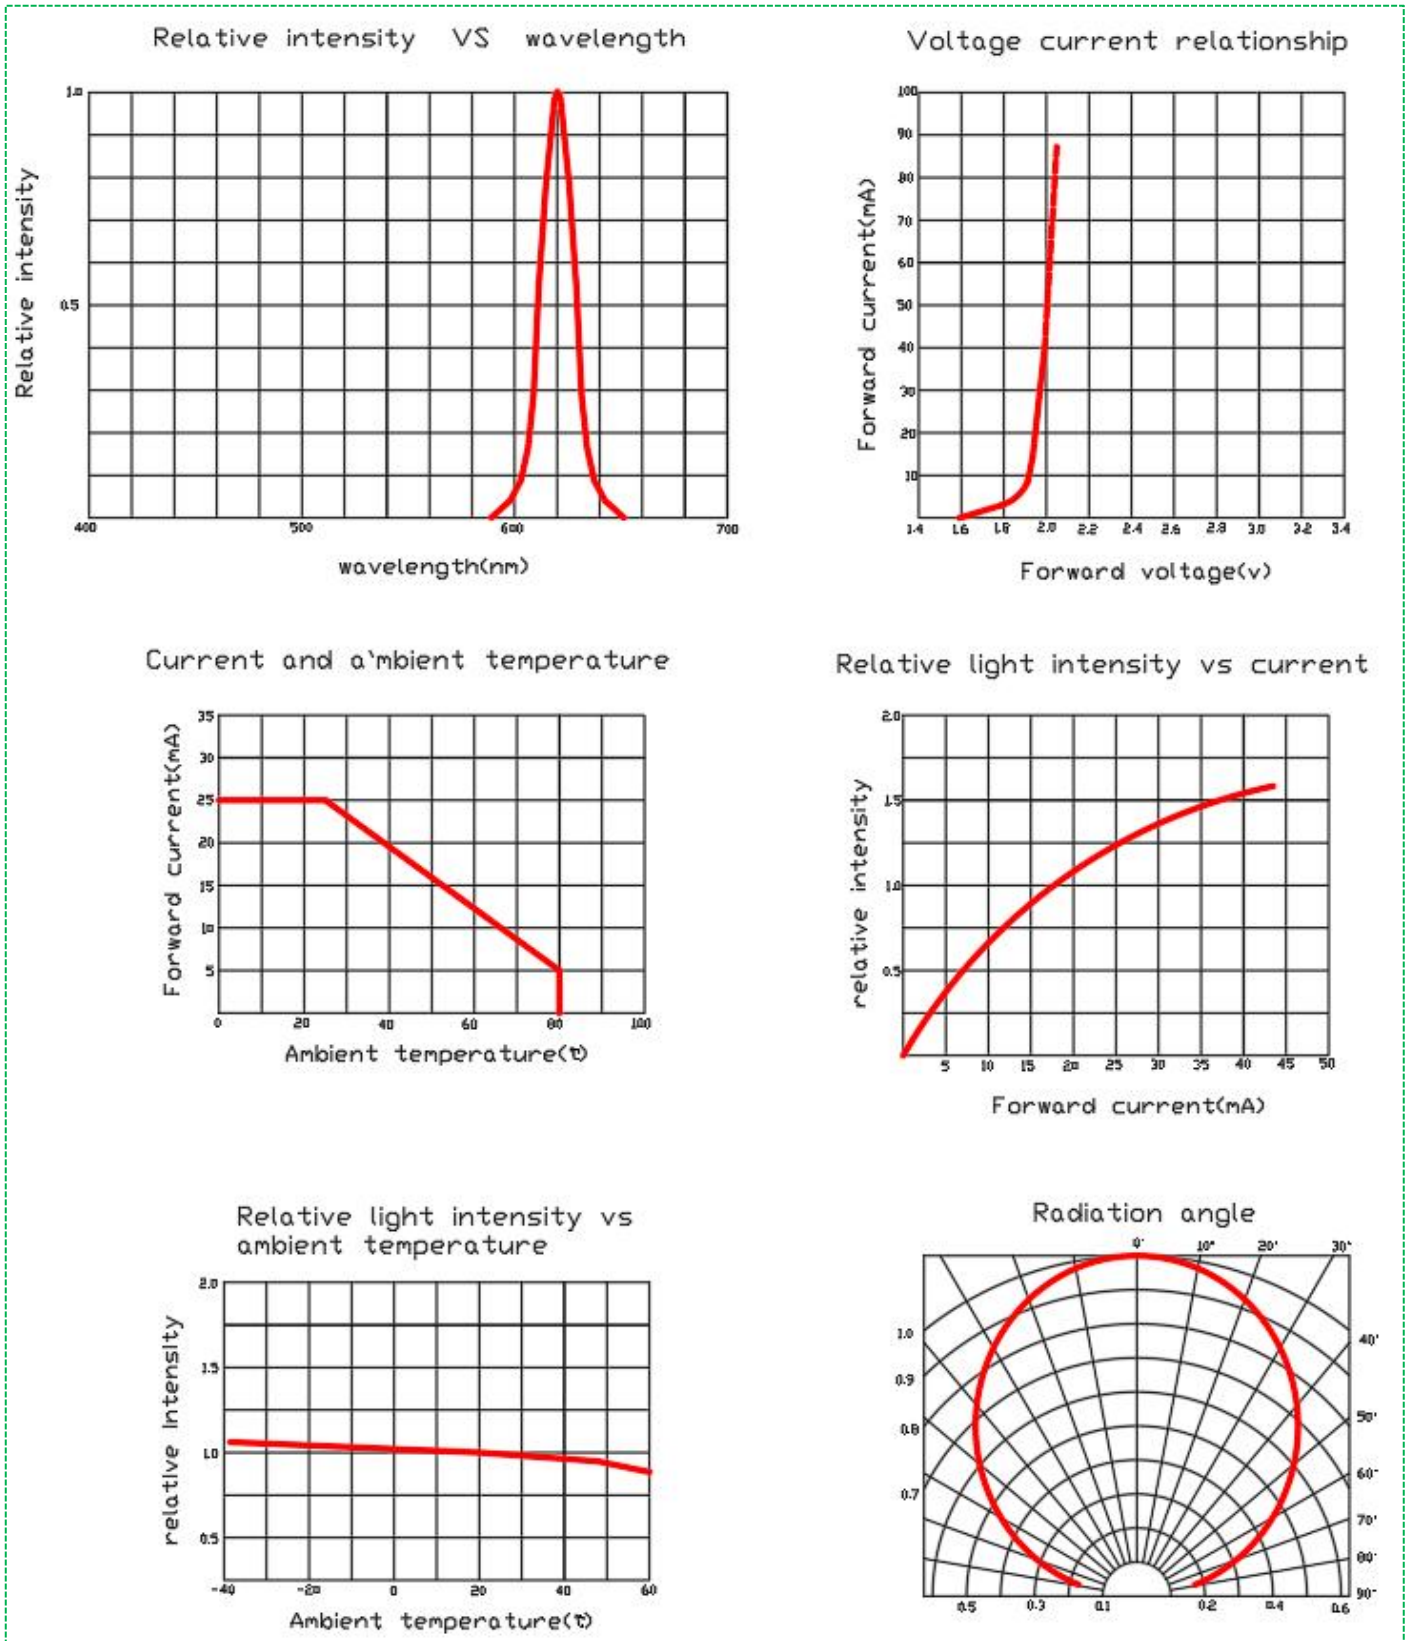 Relative intensity VS wavelength
1.0
0.5
Relative intensity
400 500 600 700
wavelength(nm)
Voltage current relationship
100
90
80
70
60
50
40
30
20
10
Forward current(mA)
1.4 1.6 1.8 2.0 2.2 2.4 2.6 2.8 3.0 3.2 3.4
Forward voltage(v)
Current and a`mbient temperature
35
30
25
20
15
10
5
Forward current(mA)
0 20 40 60 80 100
Ambient temperature(℃)
Relative light intensity vs current
2.0
1.5
1.0
0.5
relative intensity
5 10 15 20 25 30 35 40 45 50
Forward current(mA)
Relative light intensity vs
ambient temperature
2.0
1.5
1.0
0.5
relative Intensity
-40 -20 0 20 40 60
Ambient temperature(℃)
Radiation angle
0° 10° 20° 30°
40°
50°
60°
70°
80°
90°
1.0
0.9
0.8
0.7
0.5 0.3 0.1 0.2 0.4 0.6